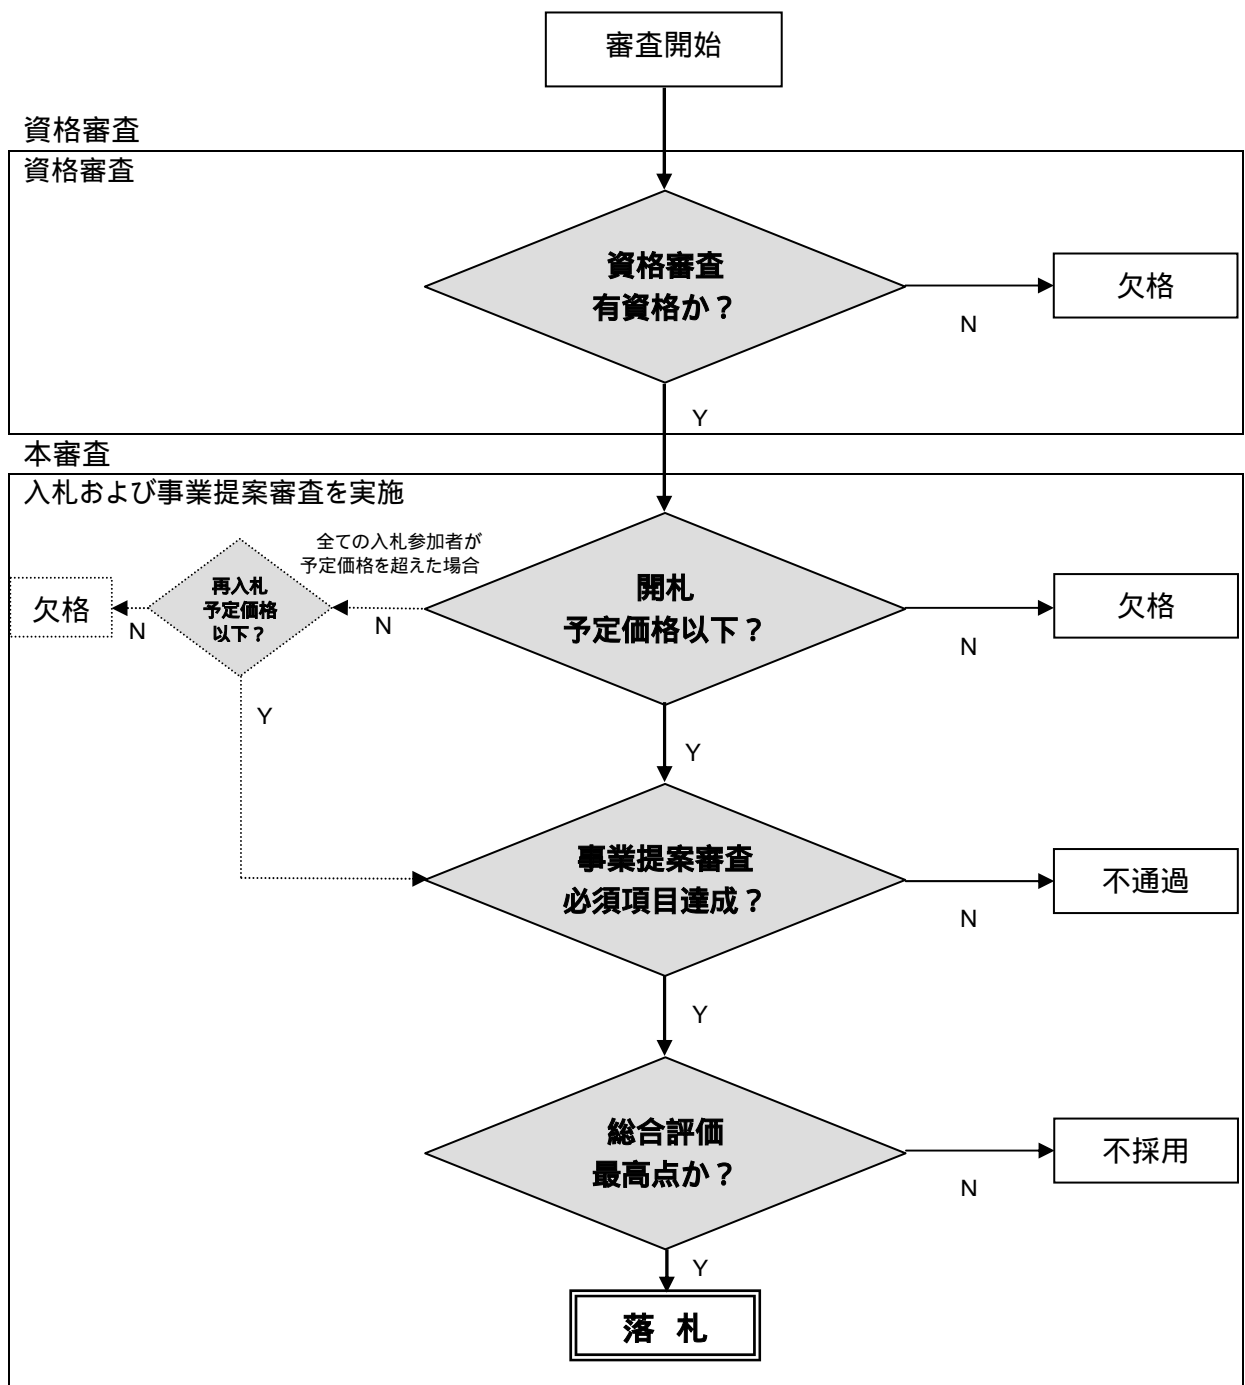 審査開始
資格審査
資格審査
資格審査
有資格か？
欠格
N
Y
本審査
入札および事業提案審査を実施
全ての入札参加者が
予定価格を超えた場合
再入札
予定価格
以下？
欠格
N
N
開札
予定価格以下？
欠格
N
Y
Y
事業提案審査
必須項目達成？
不通過
N
Y
総合評価
最高点か？
不採用
N
Y
落 札